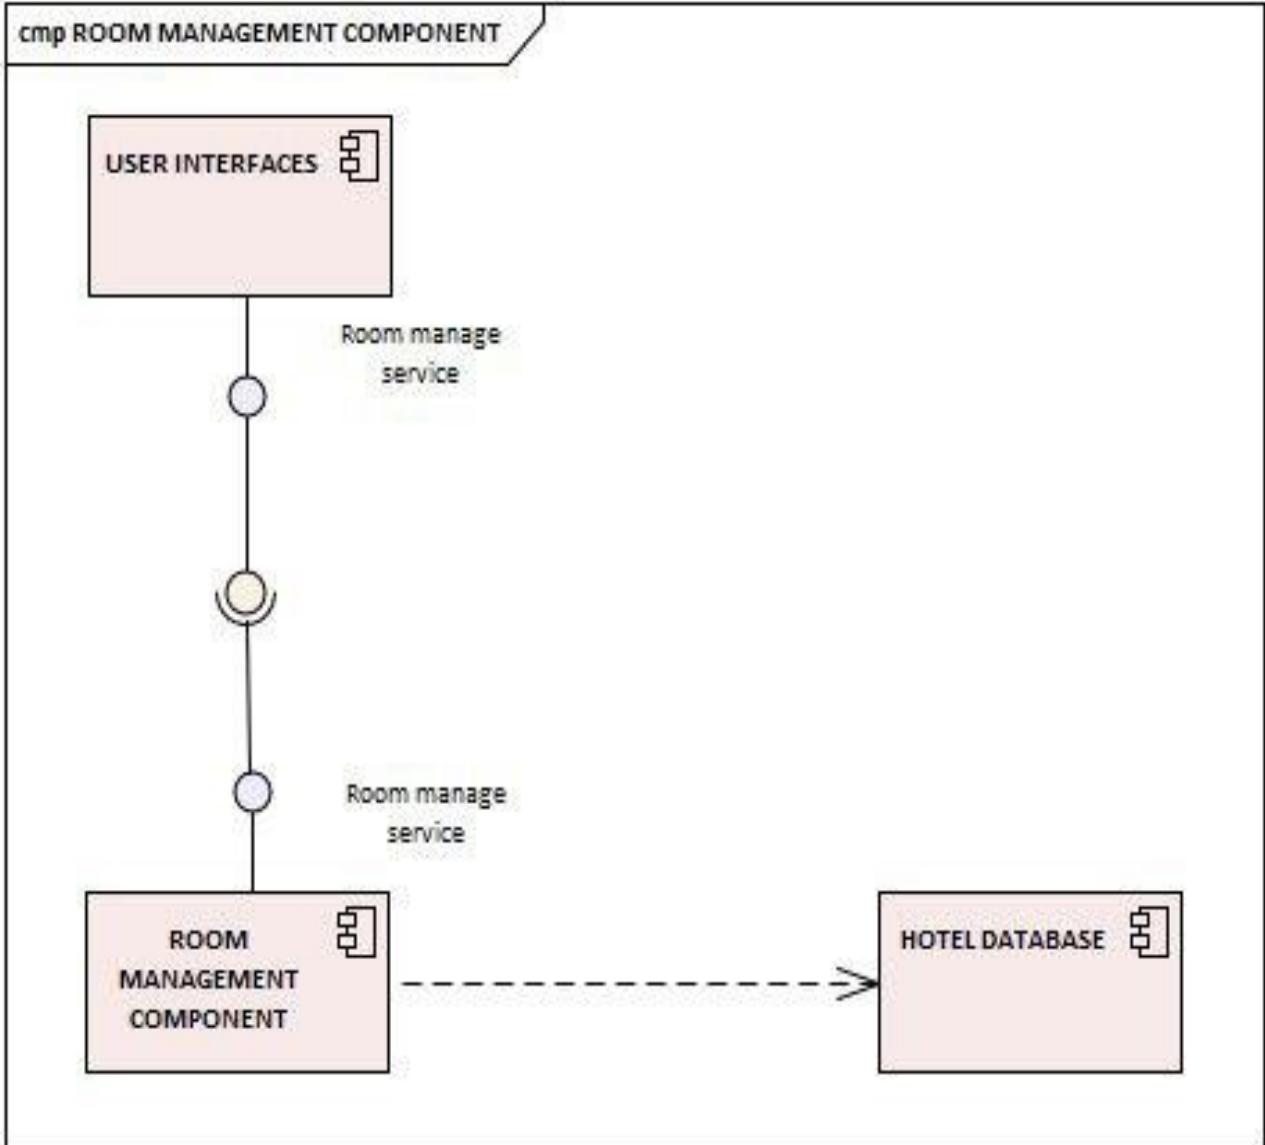 cmp ROOM MANAGEMENT COMPONENT
USER INTERFACES
Room manage
service
Room manage
service
ROOM
MANAGEMENT
COMPONENT
HOTEL DATABASE